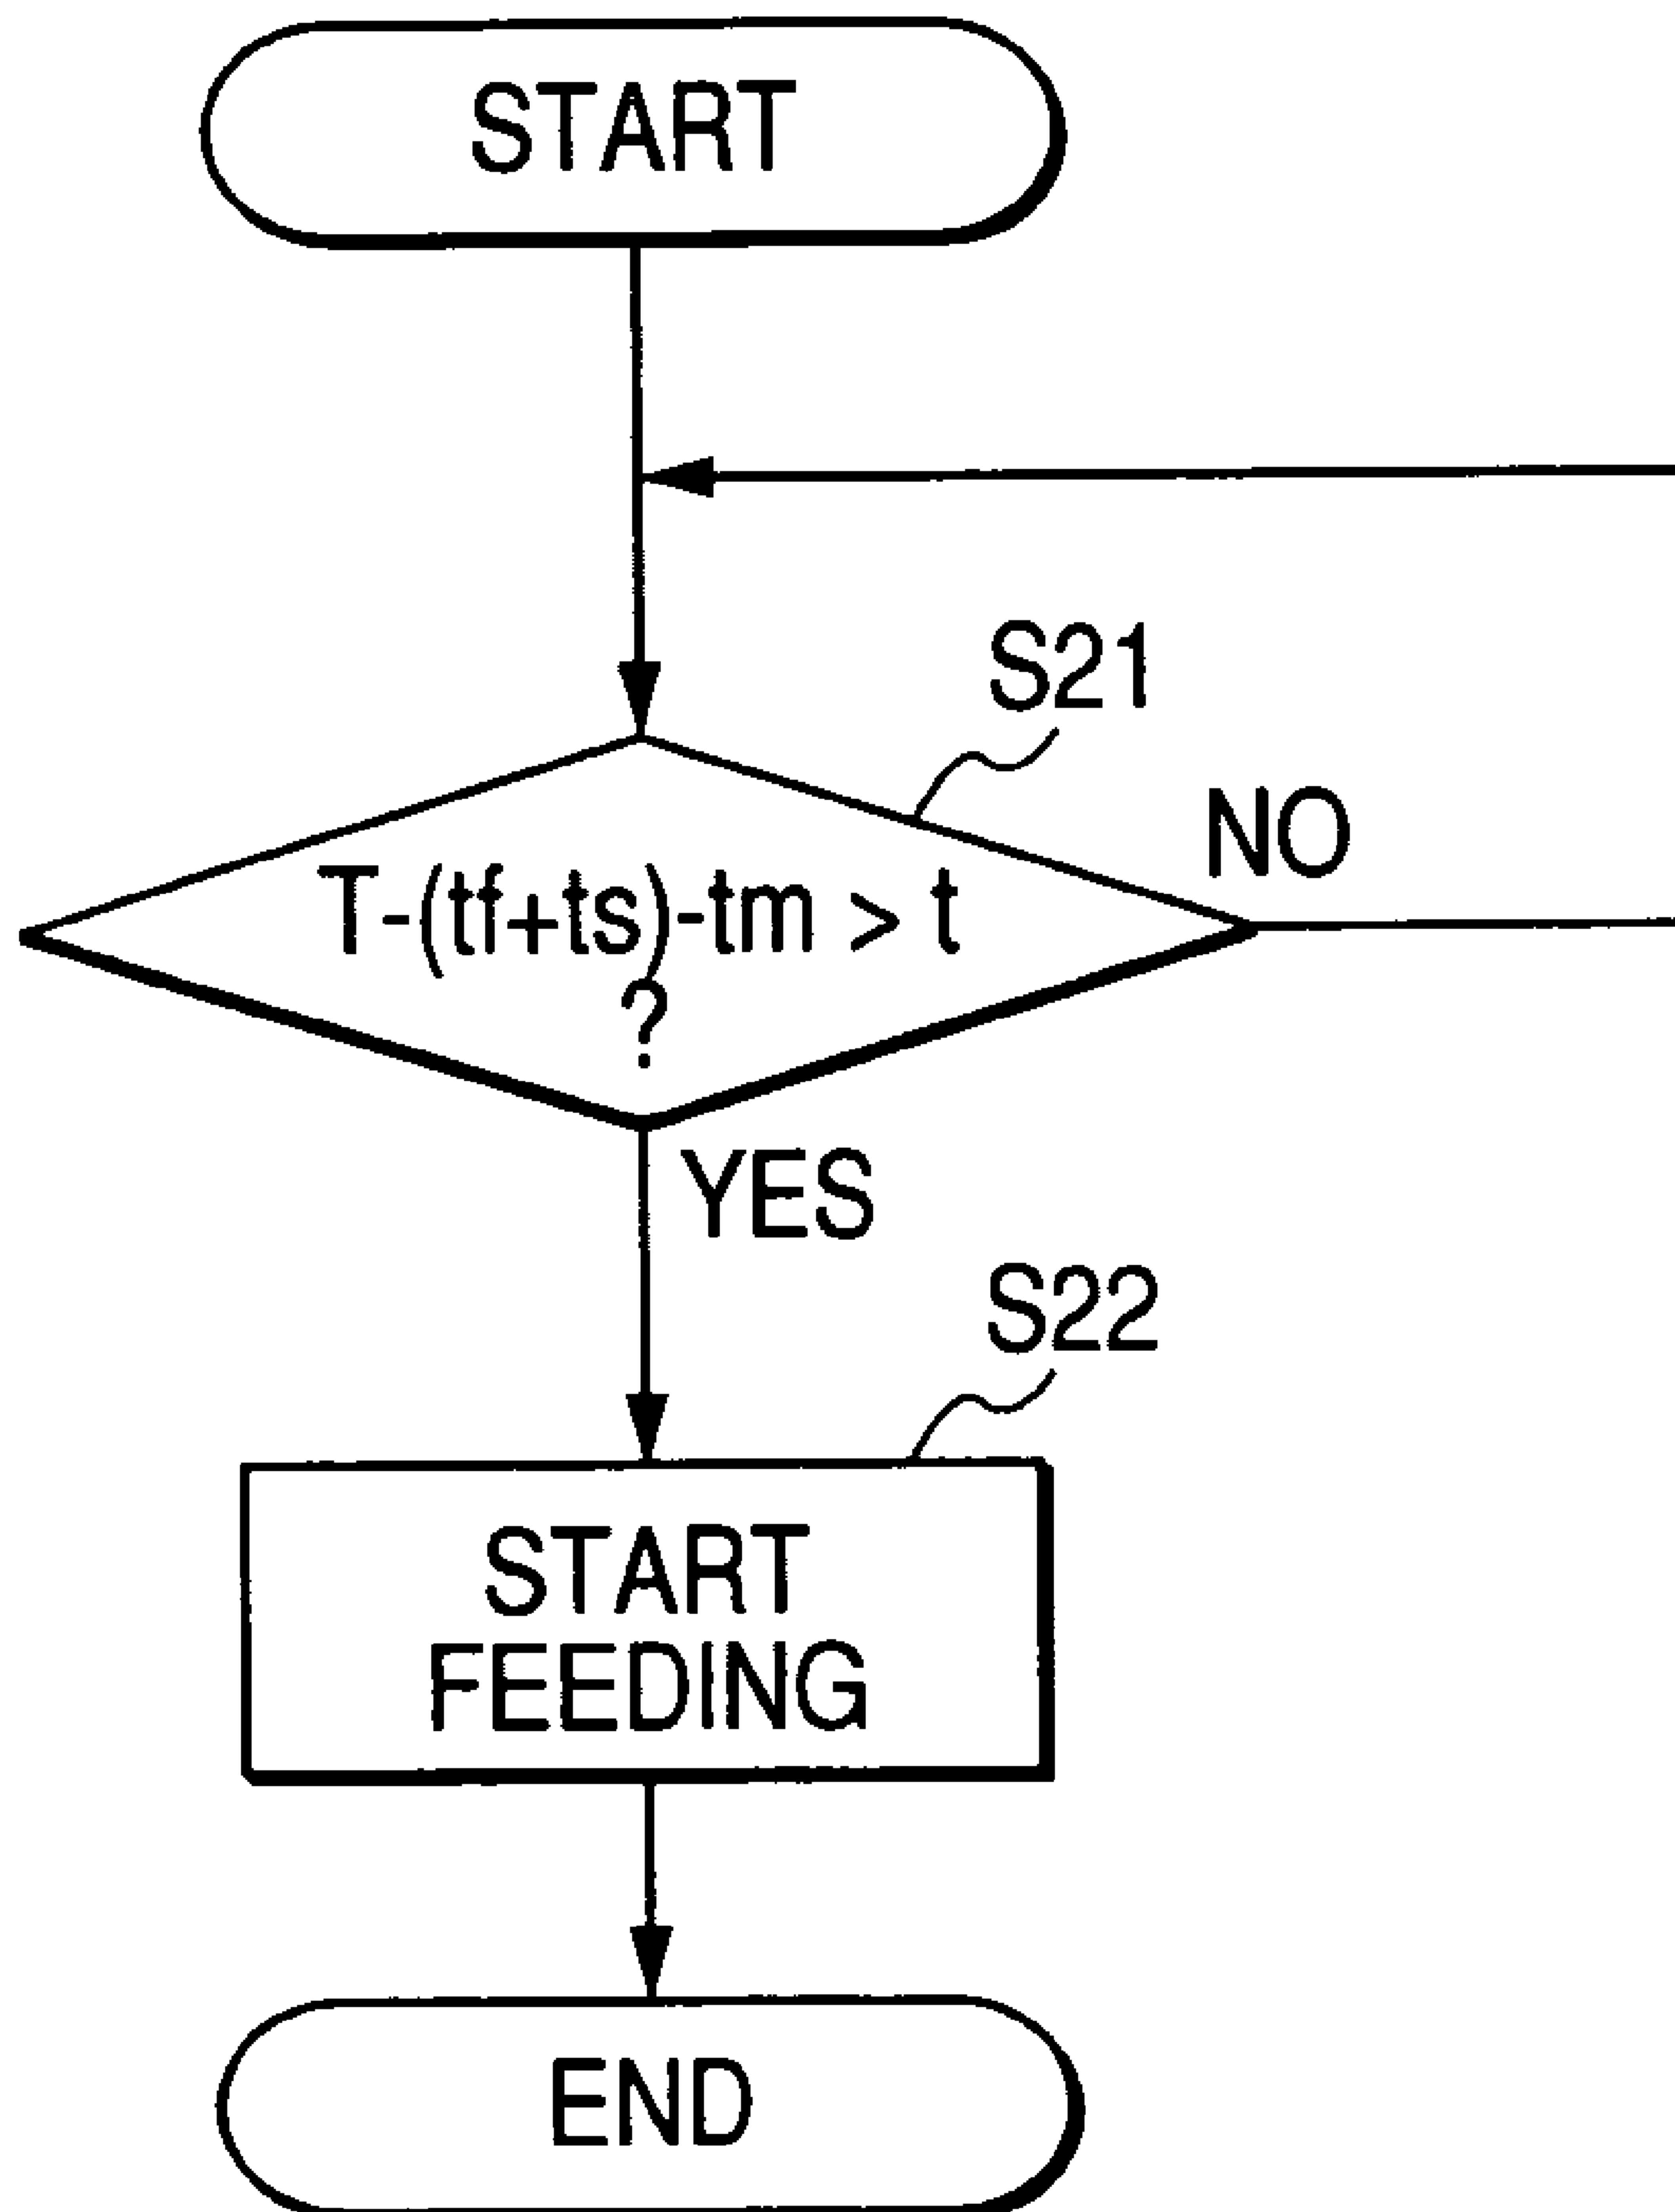 START
S21
NO
T-(tf+ts)-tm > t
?
YES
S22
START
FEEDING
END